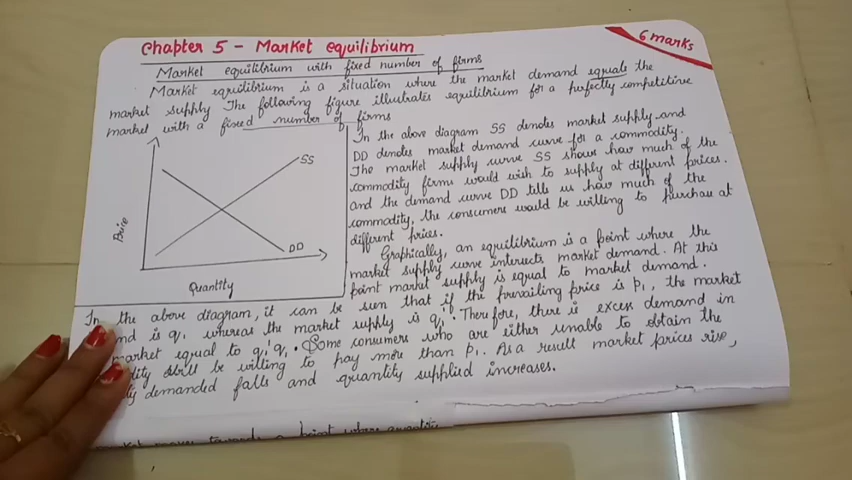 Chapter 5 - Market equilibrium
6 marks
Market equilibrium with fixed number of firms
Market equilibrium is a situation where the market demand equals the
market supply The following figure illustrates equilibrium for a perfectly competitive
market with a fixed number of firms
Price
SS
DD
Quantity
In the above diagram SS denotes market supply and
DD denotes market demand curve for a commodity.
The market supply curve SS shows how much of the
commodity firms would wish to supply at different prices.
and the demand curve DD tells us how much of the
commodity, the consumers would be willing to purchase at
different prices.
Graphically, an equilibrium is a point where the
market supply curve intersects market demand. At this
point market supply is equal to market demand.
In the above diagram, it can be seen that if the prevailing price is P1, the market
is q1 whereas the market supply is q1'. Therefore, there is excess demand in
market equal to q1'q1. Some consumers who are either unable to obtain the
will be willing to pay more than P1. As a result market prices rise,
demanded falls and quantity supplied increases.
moves towards a point where quantity